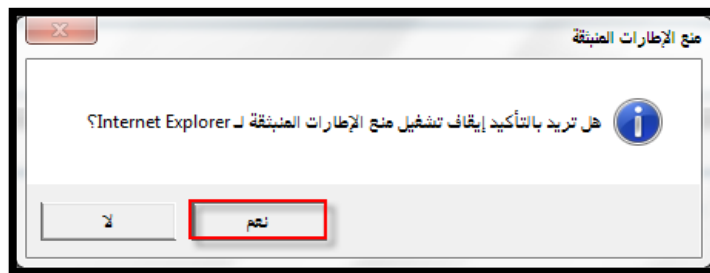 منع الإطارات المنبثقة
هل تريد بالتأكيد إيقاف تشغيل منع الإطارات المنبثقة لـ Internet Explorer؟
نعم
لا